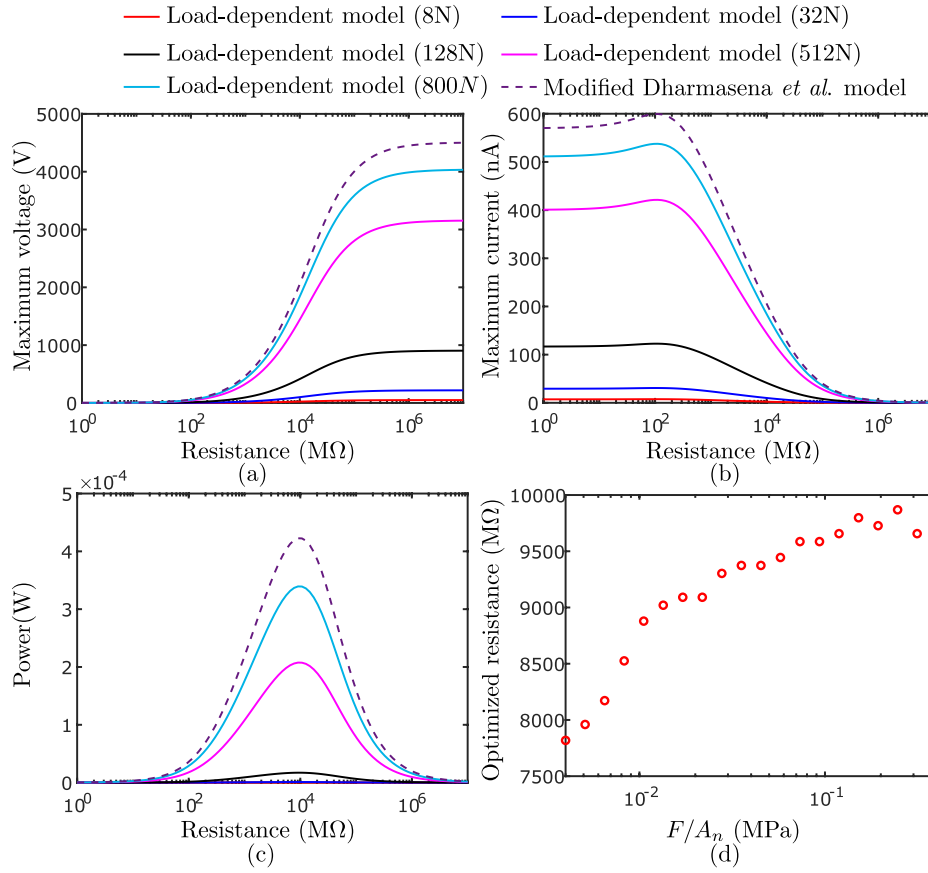 Load-dependent model (8N)
Load-dependent model (32N)
Load-dependent model (128N)
Load-dependent model (512N)
Load-dependent model (800N)
Modified Dharmasena et al. model
Maximum voltage (V)
5000
4000
3000
2000
1000
0
10^0 10^2 10^4 10^6
Resistance (MΩ)
(a)
Maximum current (nA)
600
500
400
300
200
100
0
10^0 10^2 10^4 10^6
Resistance (MΩ)
(b)
×10^-4
Power(W)
5
4
3
2
1
0
10^0 10^2 10^4 10^6
Resistance (MΩ)
(c)
Optimized resistance (MΩ)
10000
9500
9000
8500
8000
7500
10^-2 10^-1
F/A_n (MPa)
(d)